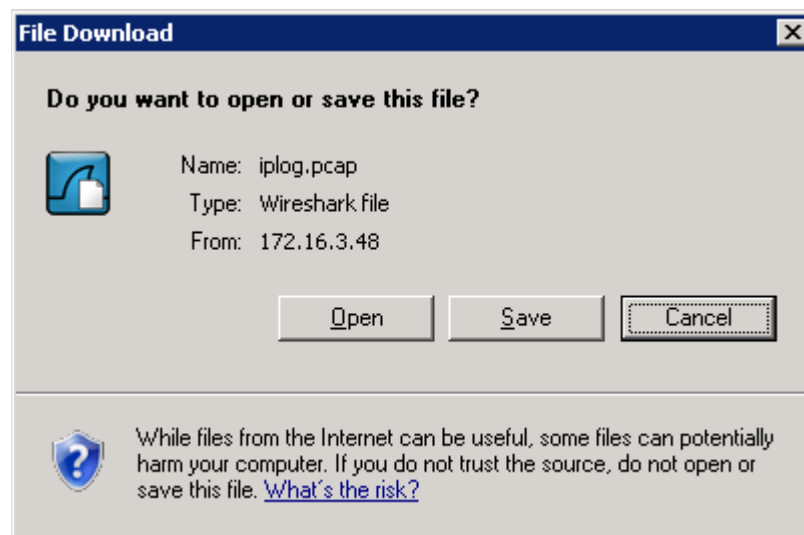 File Download
Do you want to open or save this file?
Name: iplog.pcap
Type: Wireshark file
From: 172.16.3.48
Open Save Cancel
While files from the Internet can be useful, some files can potentially
harm your computer. If you do not trust the source, do not open or
save this file. What's the risk?